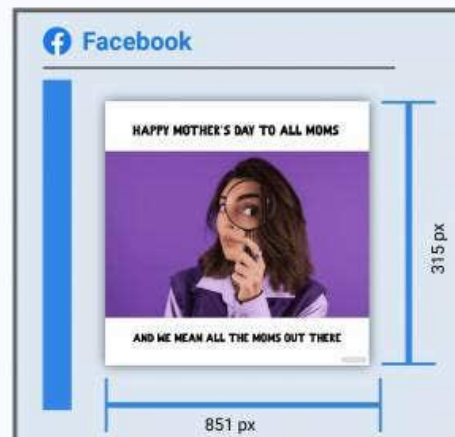 Facebook
HAPPY MOTHER'S DAY TO ALL MOMS
315 px
AND WE MEAN ALL THE MOMS OUT THERE
851 px